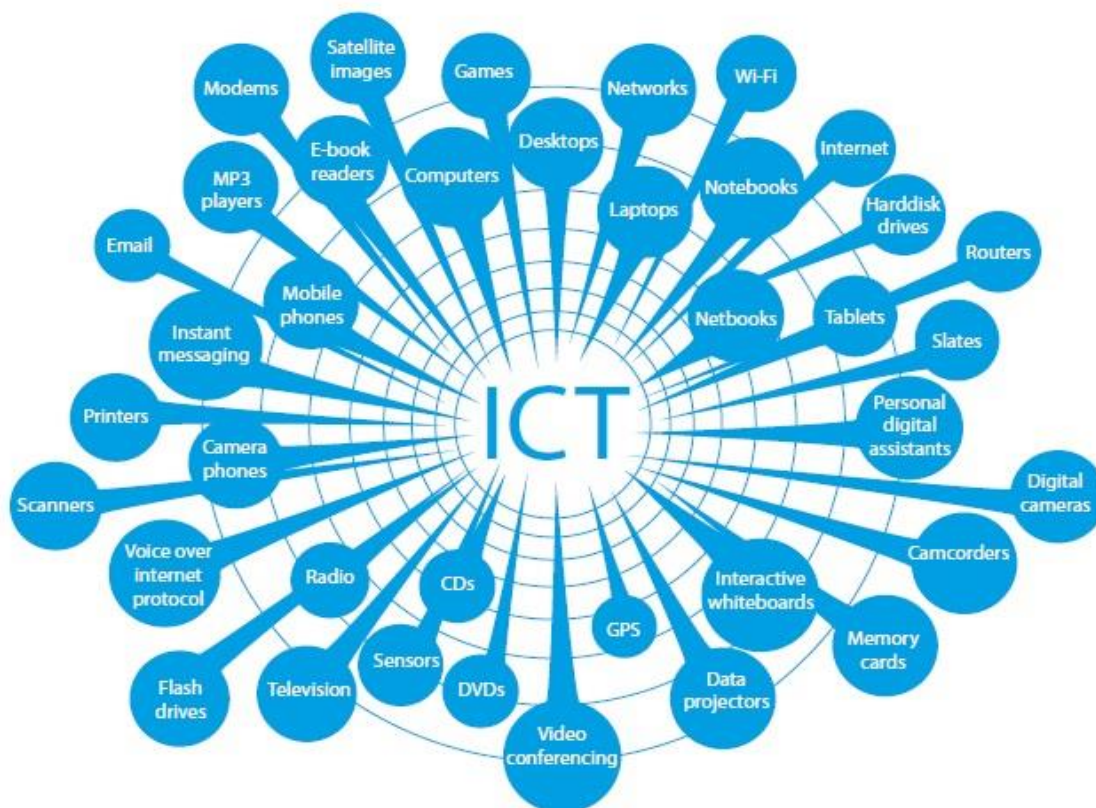 Satellite
images
Games
Networks
Wi-Fi
Modems
Desktops
Internet
E-book
readers
Computers
Notebooks
MP3
players
Laptops
Harddisk
drives
Email
Routers
Mobile
phones
Netbooks
Tablets
Instant
messaging
Slates
ICT
Printers
Personal
digital
assistants
Camera
phones
Scanners
Digital
cameras
Voice over
internet
protocol
Radio
CDs
Camcorders
Interactive
whiteboards
GPS
Memory
cards
Sensors
Flash
drives
Television
DVDs
Data
projectors
Video
conferencing